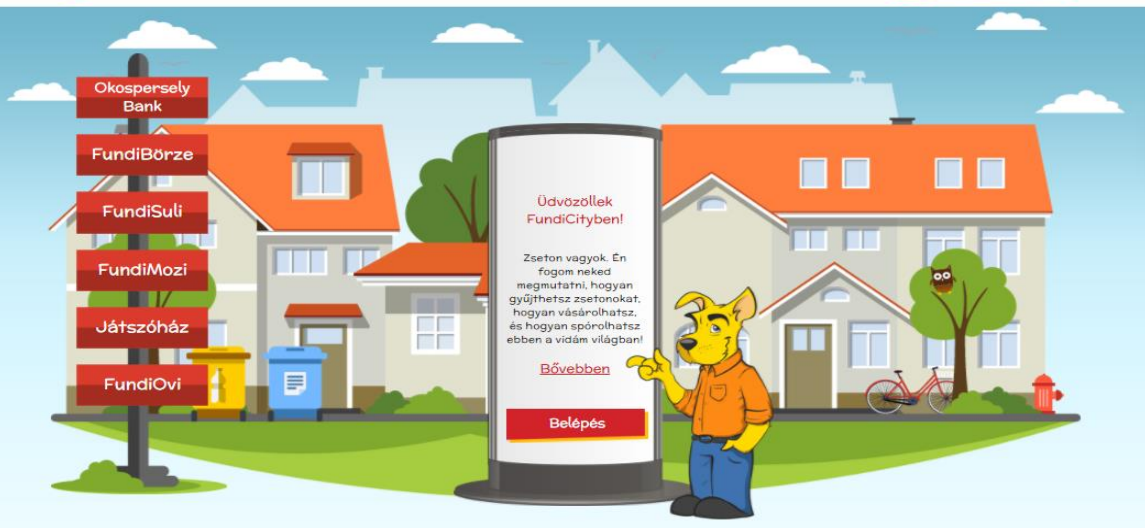 Okospersely
Bank
FundiBörze
FundiSuli
FundiMozi
Játszóház
FundiOvi
Üdvözöllek
FundiCityben!
Zseton vagyok. Én
fogom neked
megmutatni, hogyan
gyűjthetsz zsetonokat,
hogyan vásárolhatsz,
és hogyan spórolhatsz
ebben a vidám világban!
Bővebben
Belépés